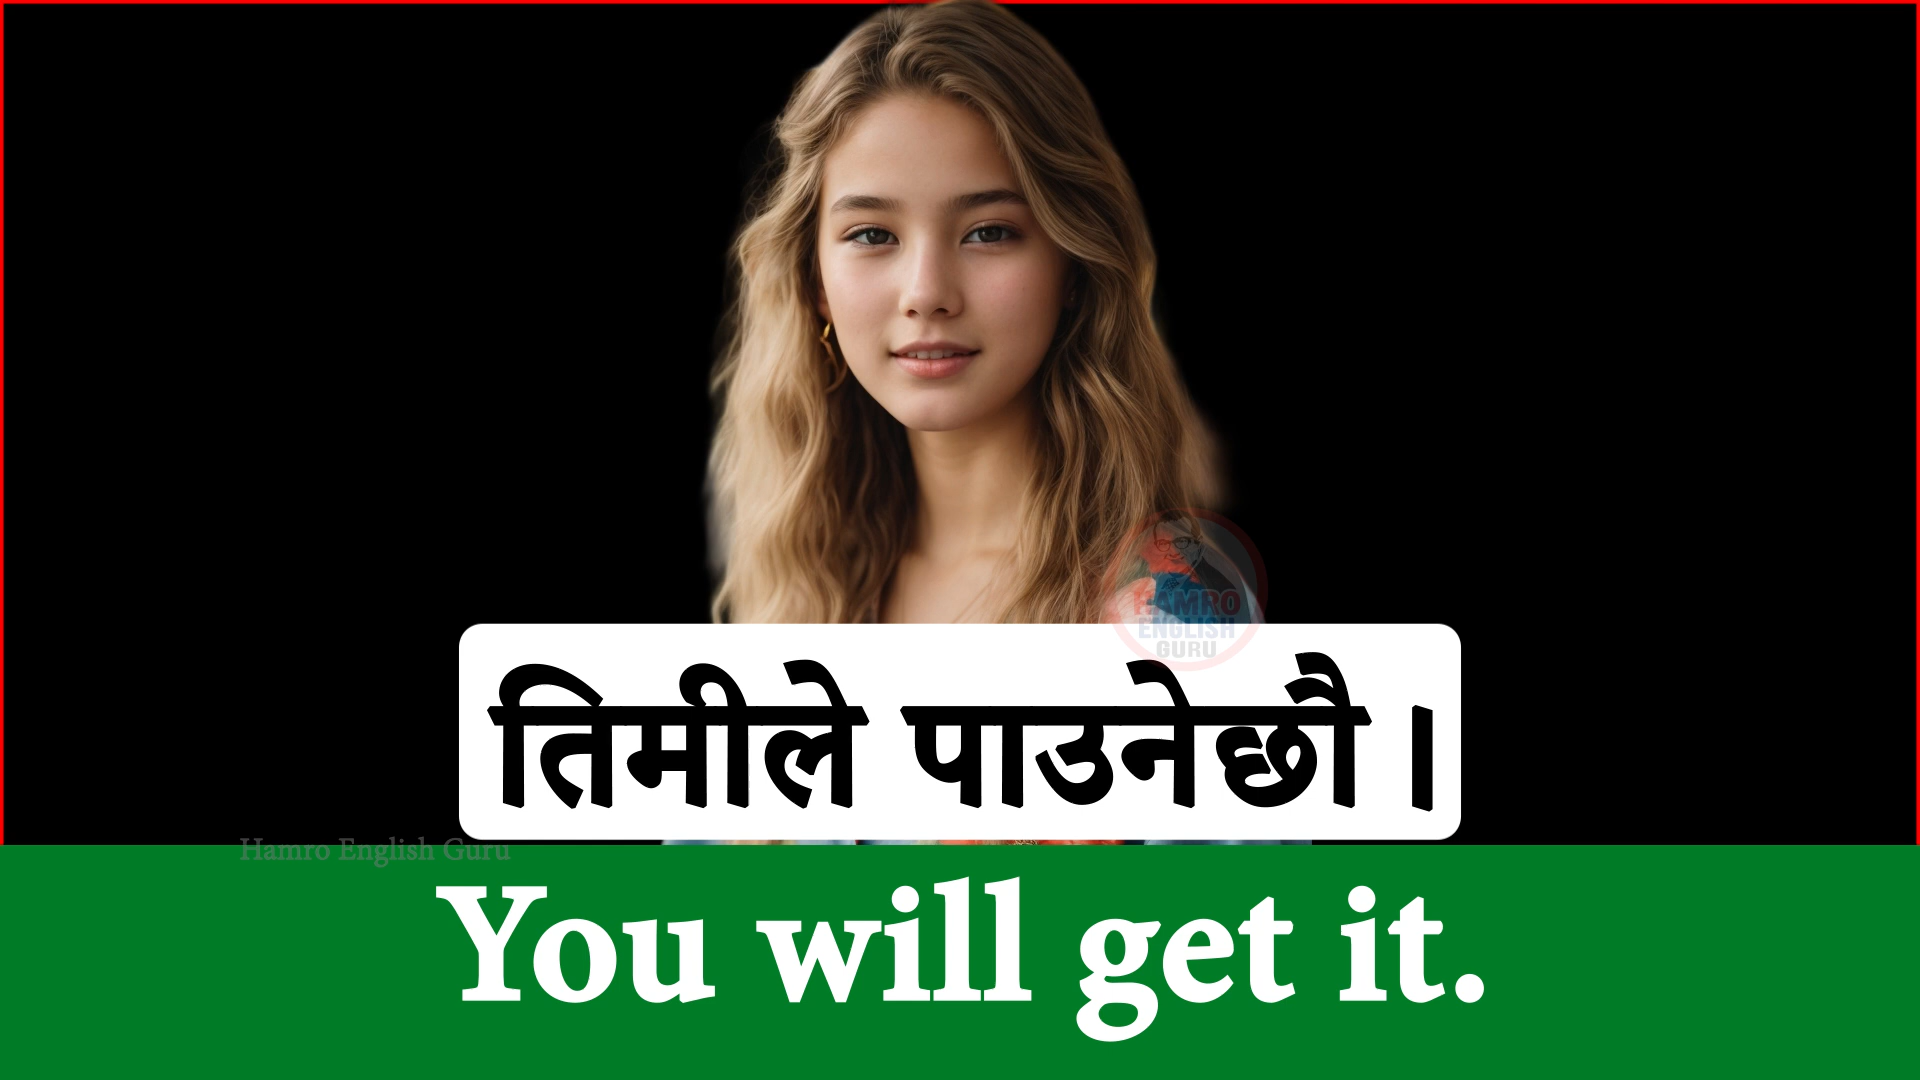 HAMRO
ENGLISH
GURU
तिमीले पाउनेछौ ।
Hamro English Guru
You will get it.